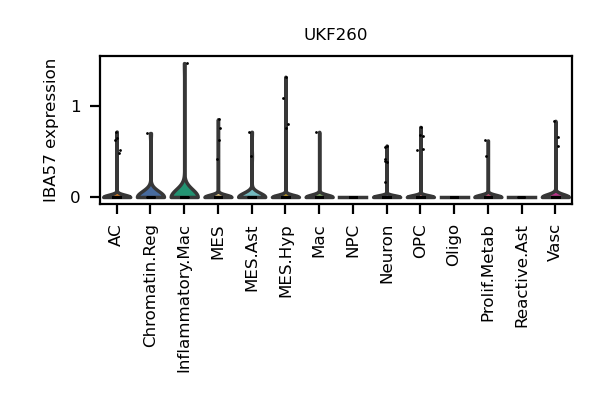 UKF260
IBA57 expression
1
0
AC
Chromatin.Reg
Inflammatory.Mac
MES
MES.Ast
MES.Hyp
Mac
NPC
Neuron
OPC
Oligo
Prolif.Metab
Reactive.Ast
Vasc